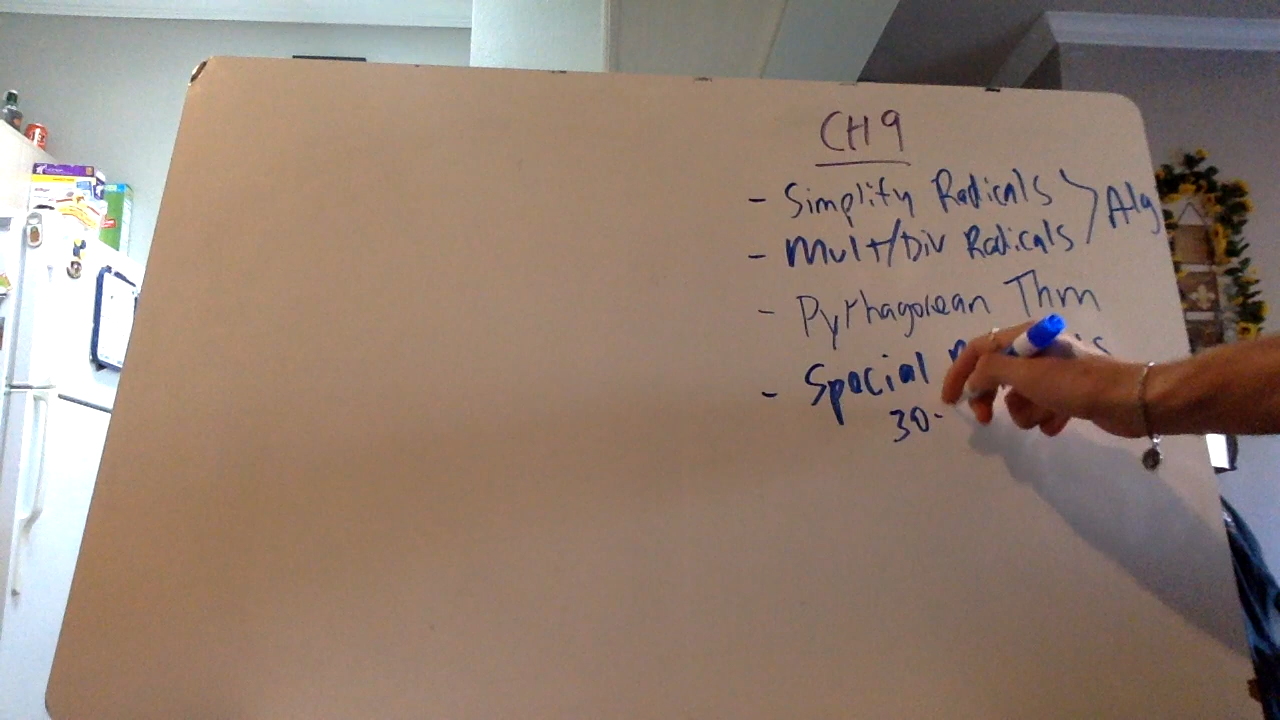 CH 9
- Simplify Radicals
- Mult/Div Radicals
Alg
- Pythagorean Thm
- Special
30-